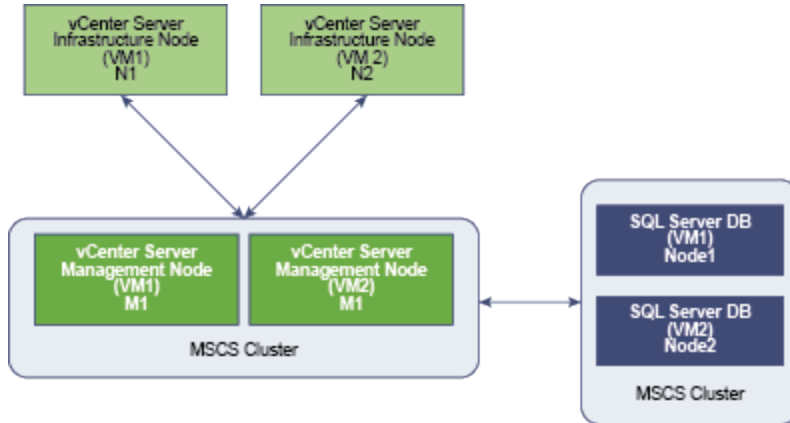 vCenter Server
Infrastructure Node
(VM1)
N1
vCenter Server
Infrastructure Node
(VM 2)
N2
vCenter Server
Management Node
(VM1)
M1
vCenter Server
Management Node
(VM2)
M1
MSCS Cluster
SQL Server DB
(VM1)
Node1
SQL Server DB
(VM2)
Node2
MSCS Cluster